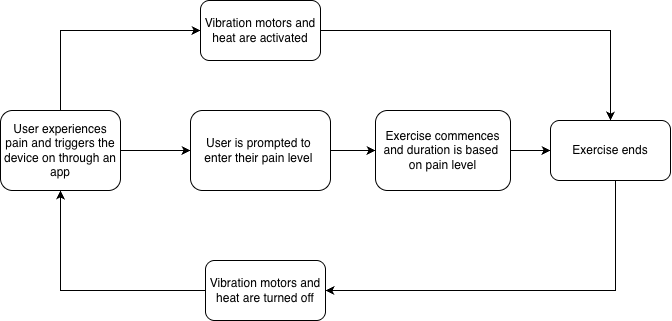 Vibration motors and
heat are activated
User experiences
pain and triggers the
device on through an
app
User is prompted to
enter their pain level
Exercise commences
and duration is based
on pain level
Exercise ends
Vibration motors and
heat are turned off